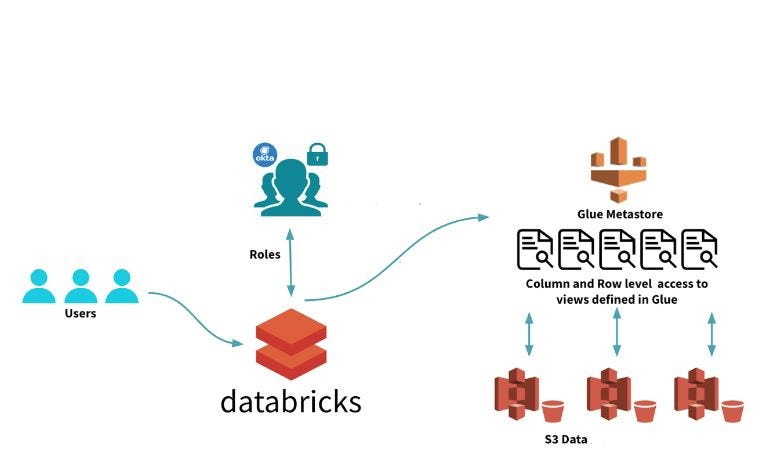 okta
Glue Metastore
Roles
Column and Row level access to
views defined in Glue
Users
databricks
S3 Data